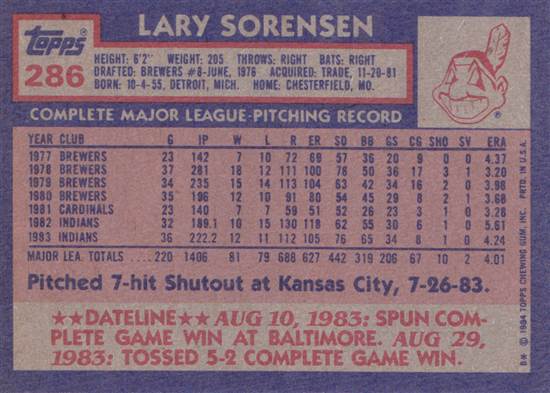 LARY SORENSEN
Topps
286
HEIGHT: 6'2" WEIGHT: 205 THROWS: RIGHT BATS: RIGHT
DRAFTED: BREWERS #8-JUNE, 1976 ACQUIRED: TRADE, 11-20-81
BORN: 10-4-55, DETROIT, MICH. HOME: CHESTERFIELD, MO.
®
COMPLETE MAJOR LEAGUE-PITCHING RECORD
YEAR CLUB G IP W L R ER SO BB GS CG SHO SV ERA
1977 BREWERS 23 142 7 10 72 69 57 36 20 9 0 0 4.37
1978 BREWERS 37 281 18 12 111 100 78 50 36 17 3 1 3.20
1979 BREWERS 34 235 15 14 113 104 63 42 34 16 2 0 3.98
1980 BREWERS 35 196 12 10 91 80 54 45 29 8 2 1 3.68
1981 CARDINALS 23 140 7 7 59 51 52 26 23 3 1 0 3.28
1982 INDIANS 32 189.1 10 15 130 118 62 55 30 6 1 0 5.61
1983 INDIANS 36 222.2 12 11 112 105 76 65 34 8 1 0 4.24
MAJOR LEA. TOTALS 220 1406 81 79 688 627 442 319 206 67 10 2 4.01
Pitched 7-hit Shutout at Kansas City, 7-26-83.
★★DATELINE★★ AUG 10, 1983: SPUN COM-
PLETE GAME WIN AT BALTIMORE. AUG 29,
1983: TOSSED 5-2 COMPLETE GAME WIN.
B* © 1984 TOPPS CHEWING GUM, INC. PRTD. IN U.S.A.